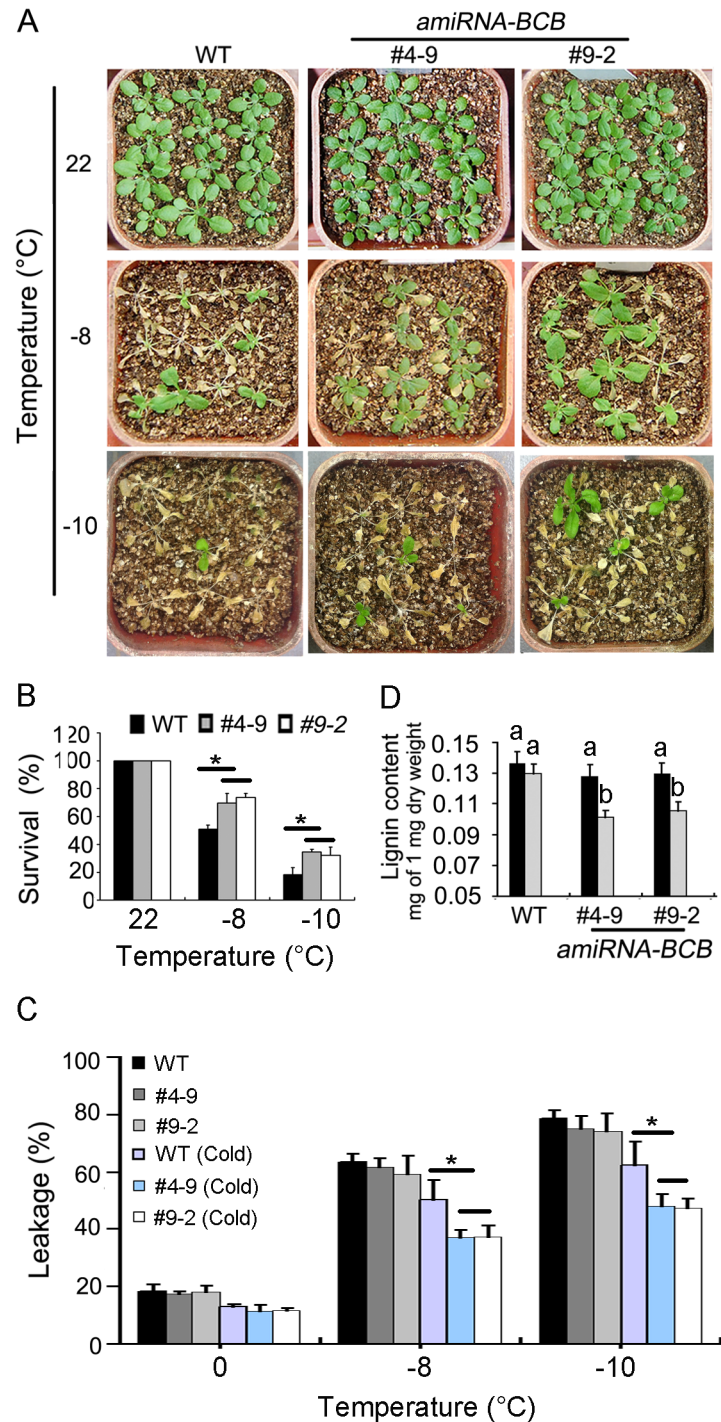 A
amiRNA-BCB
WT #4-9 #9-2
Temperature (°C)
22
-8
-10
B
WT #4-9 #9-2
Survival (%)
120
100
80
60
40
20
0
* *
22 -8 -10
Temperature (°C)
D
Lignin content
mg of 1 mg dry weight
0.15
0.13
0.11
0.09
0.07
0.05
a a a b a b
WT #4-9 #9-2
amiRNA-BCB
C
Leakage (%)
100
80
60
40
20
0
WT
#4-9
#9-2
WT (Cold)
#4-9 (Cold)
#9-2 (Cold)
* *
0 -8 -10
Temperature (°C)